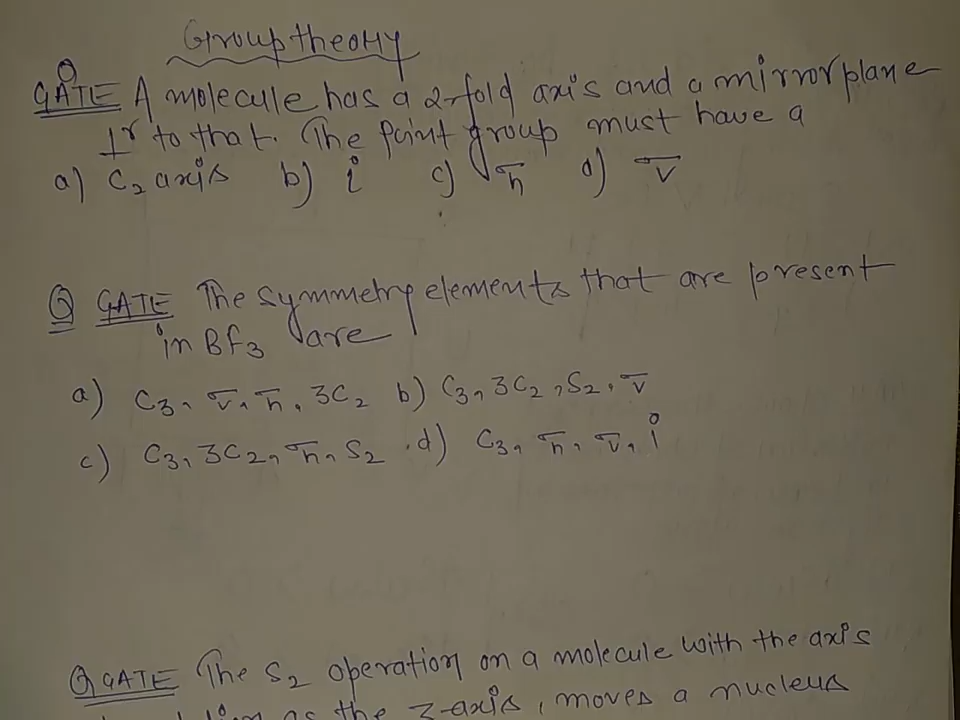 Group theory
Q
GATE A molecule has a 2-fold axis and a mirror plane
⊥r to that. The point group must have a
a) C₂ axis b) i c) σh d) σv
Q GATE The symmetry elements that are present
in BF₃ are
a) C₃, σv, σh, 3C₂ b) C₃, 3C₂, S₂, σv
c) C₃, 3C₂, σh, S₂ d) C₃, σh, σv, i
Q GATE The S₂ operation on a molecule with the axis
as the z-axis, moves a nucleus